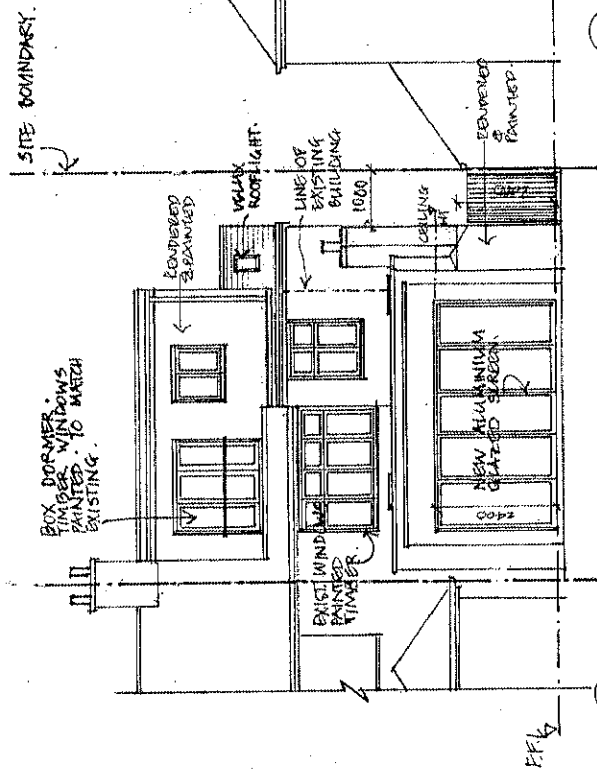 SITE BOUNDARY.
RENDERED
& PAINTED
VELUX
ROOFLIGHT.
LINE OF
EXISTING
BUILDING
1000
CEILING
HT
RENDERED
&
PAINTED.
BOX DORMER.
TIMBER WINDOWS
PAINTED. TO MATCH
EXISTING.
EXIST. WINDOWS
PAINTED
TIMBER.
NEW ALUMINIUM
GLAZED SCREEN.
2400
F.F.L